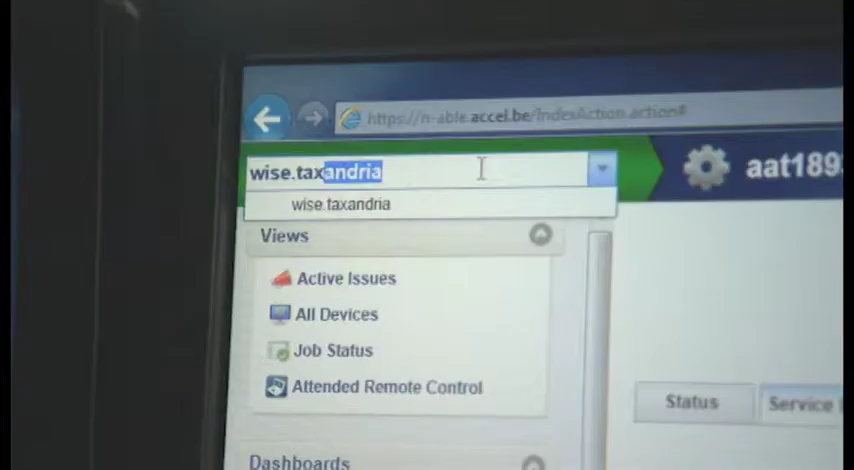 https://n-able.accel.be/IndexAction.action#
wise.taxandria
aat189
wise.taxandria
Views
Active Issues
All Devices
Job Status
Attended Remote Control
Status
Service
Dashboards